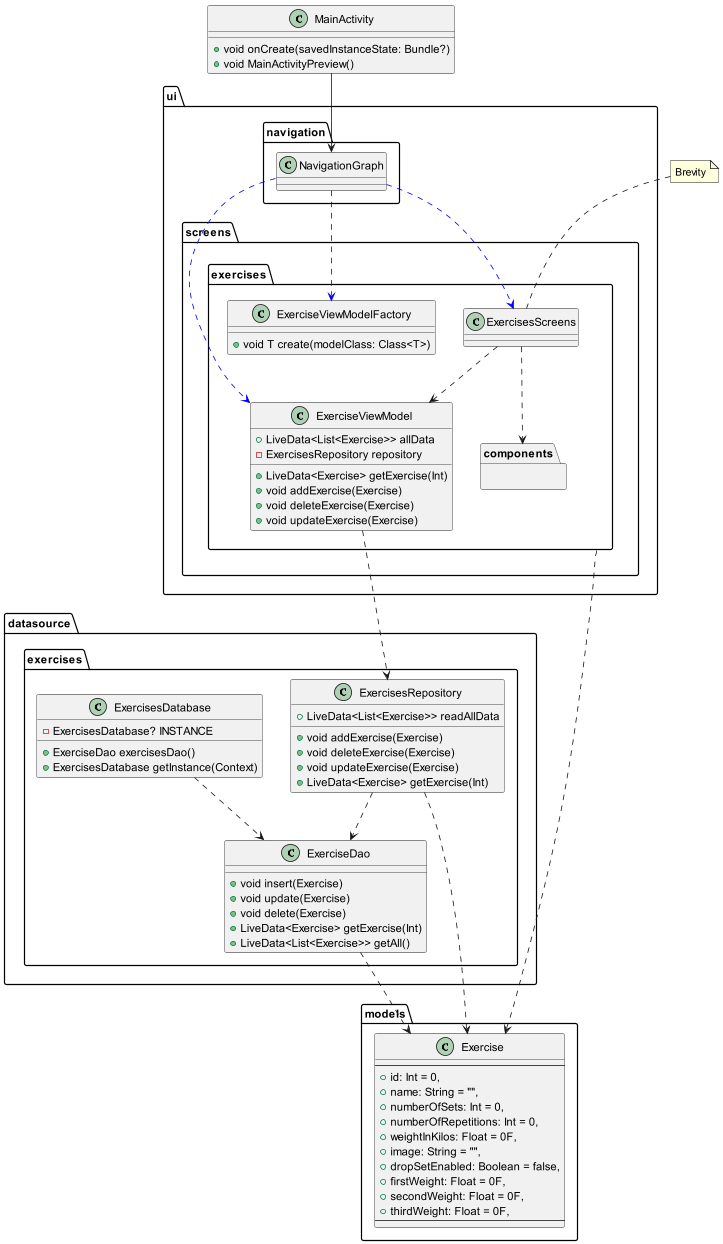 C MainActivity
void onCreate(savedInstanceState: Bundle?)
void MainActivityPreview()
ui
navigation
C NavigationGraph
Brevity
screens
exercises
C ExerciseViewModelFactory
void T create(modelClass: Class<T>)
C ExercisesScreens
C ExerciseViewModel
LiveData<List<Exercise>> allData
ExercisesRepository repository
LiveData<Exercise> getExercise(Int)
void addExercise(Exercise)
void deleteExercise(Exercise)
void updateExercise(Exercise)
components
datasource
exercises
C ExercisesDatabase
ExercisesDatabase? INSTANCE
ExerciseDao exercisesDao()
ExercisesDatabase getInstance(Context)
C ExercisesRepository
LiveData<List<Exercise>> readAllData
void addExercise(Exercise)
void deleteExercise(Exercise)
void updateExercise(Exercise)
LiveData<Exercise> getExercise(Int)
C ExerciseDao
void insert(Exercise)
void update(Exercise)
void delete(Exercise)
LiveData<Exercise> getExercise(Int)
LiveData<List<Exercise>> getAll()
models
C Exercise
id: Int = 0,
name: String = "",
numberOfSets: Int = 0,
numberOfRepetitions: Int = 0,
weightInKilos: Float = 0F,
image: String = "",
dropSetEnabled: Boolean = false,
firstWeight: Float = 0F,
secondWeight: Float = 0F,
thirdWeight: Float = 0F,